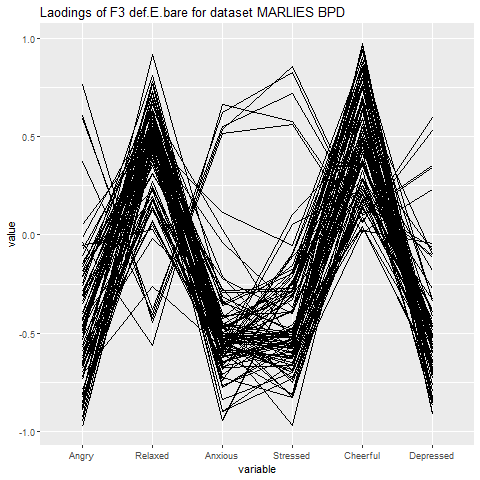 Laodings of F3 def.E.bare for dataset MARLIES BPD
1.0
0.5
0.0
-0.5
-1.0
value
Angry Relaxed Anxious Stressed Cheerful Depressed
variable